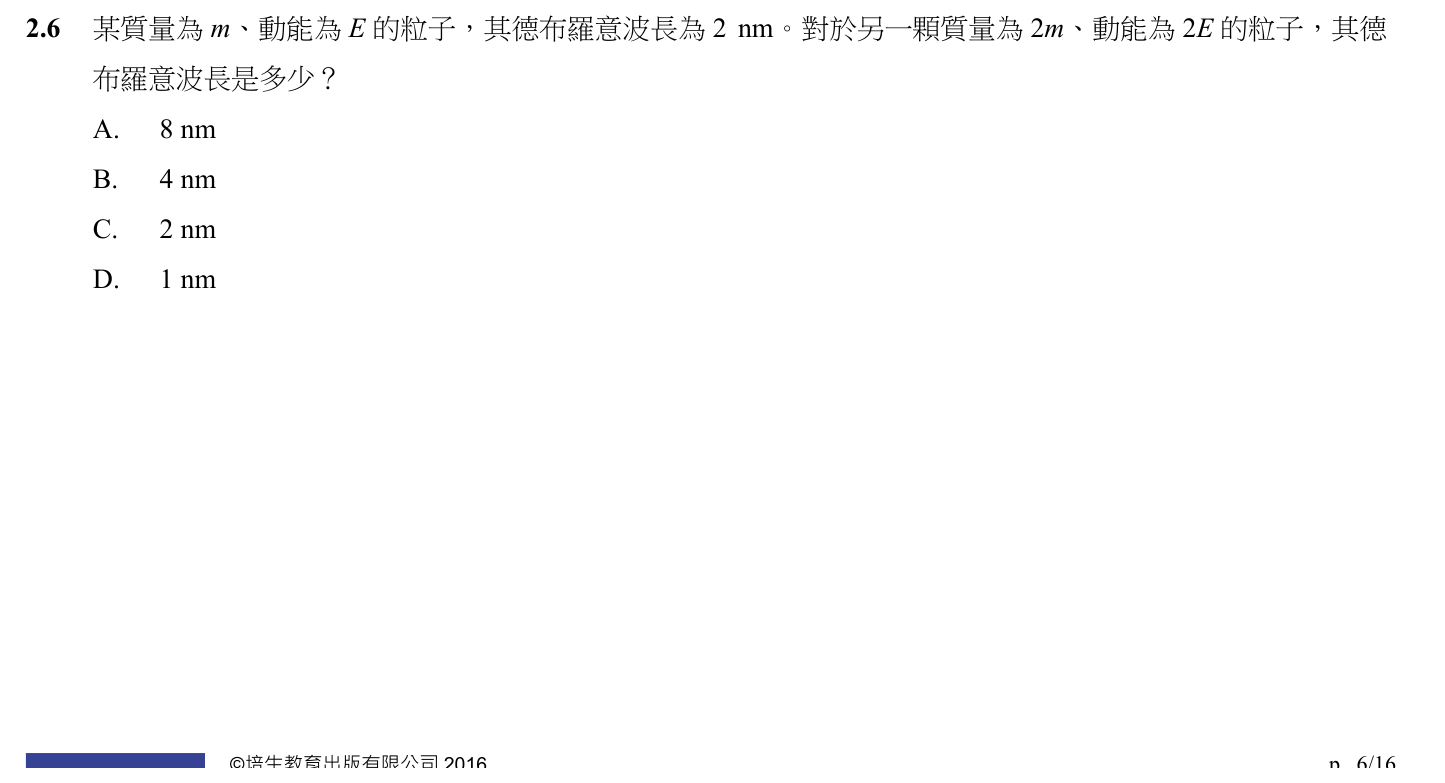 2.6 某質量為 m、動能為 E 的粒子，其德布羅意波長為 2 nm。對於另一顆質量為 2m、動能為 2E 的粒子，其德
布羅意波長是多少？
A. 8 nm
B. 4 nm
C. 2 nm
D. 1 nm
©培生教育出版有限公司 2016 p. 6/16